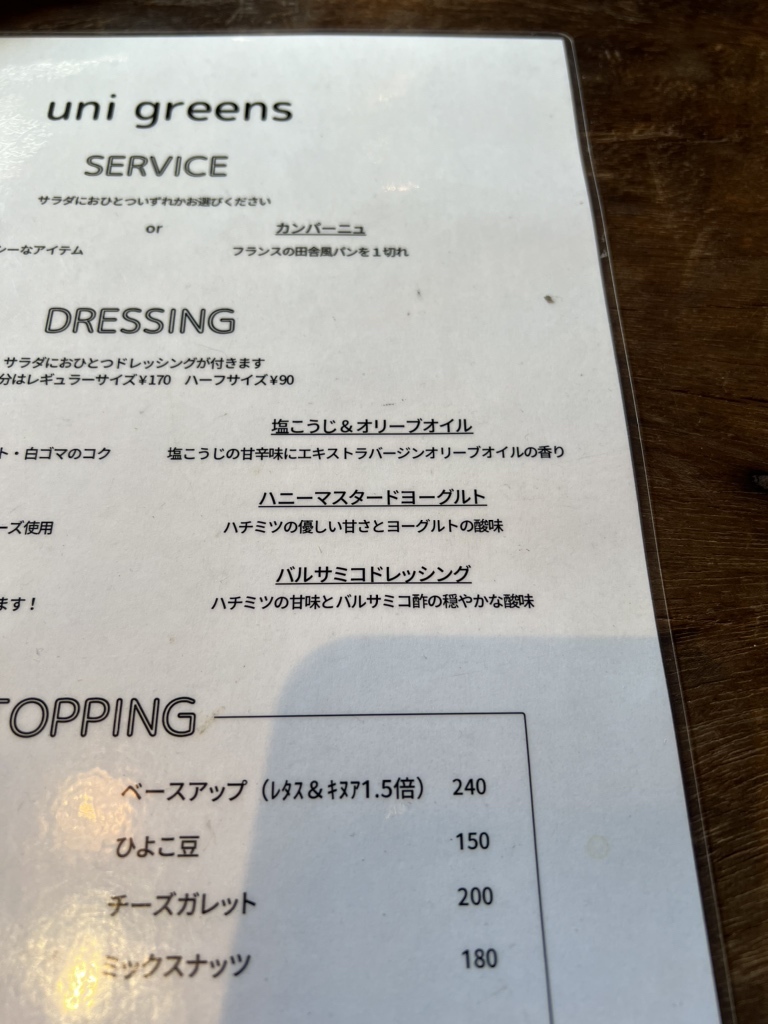 uni greens
SERVICE
サラダにおひとついずれかお選びください
or
カンパーニュ
シーなアイテム
フランスの田舎風パンを１切れ
DRESSING
サラダにおひとつドレッシングが付きます
分はレギュラーサイズ¥170 ハーフサイズ¥90
塩こうじ＆オリーブオイル
ト・白ゴマのコク
塩こうじの甘辛味にエキストラバージンオリーブオイルの香り
ハニーマスタードヨーグルト
ーズ使用
ハチミツの優しい甘さとヨーグルトの酸味
バルサミコドレッシング
ます！
ハチミツの甘味とバルサミコ酢の穏やかな酸味
TOPPING
ベースアップ（ﾚﾀｽ＆ｷﾇｱ1.5倍） 240
ひよこ豆 150
チーズガレット 200
ミックスナッツ 180